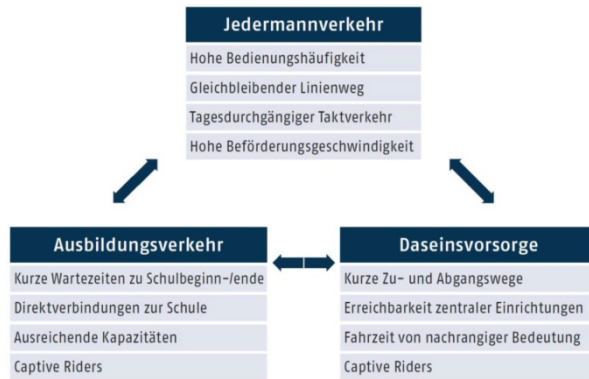 Jedermannverkehr
Hohe Bedienungshäufigkeit
Gleichbleibender Linienweg
Tagesdurchgängiger Taktverkehr
Hohe Beförderungsgeschwindigkeit
Ausbildungsverkehr
Kurze Wartezeiten zu Schulbeginn-/ende
Direktverbindungen zur Schule
Ausreichende Kapazitäten
Captive Riders
Daseinsvorsorge
Kurze Zu- und Abgangswege
Erreichbarkeit zentraler Einrichtungen
Fahrzeit von nachrangiger Bedeutung
Captive Riders